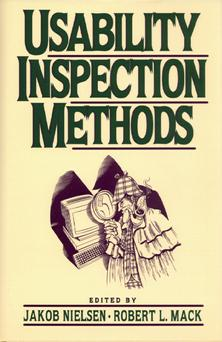 USABILITY
INSPECTION
METHODS
EDITED BY
JAKOB NIELSEN · ROBERT L. MACK